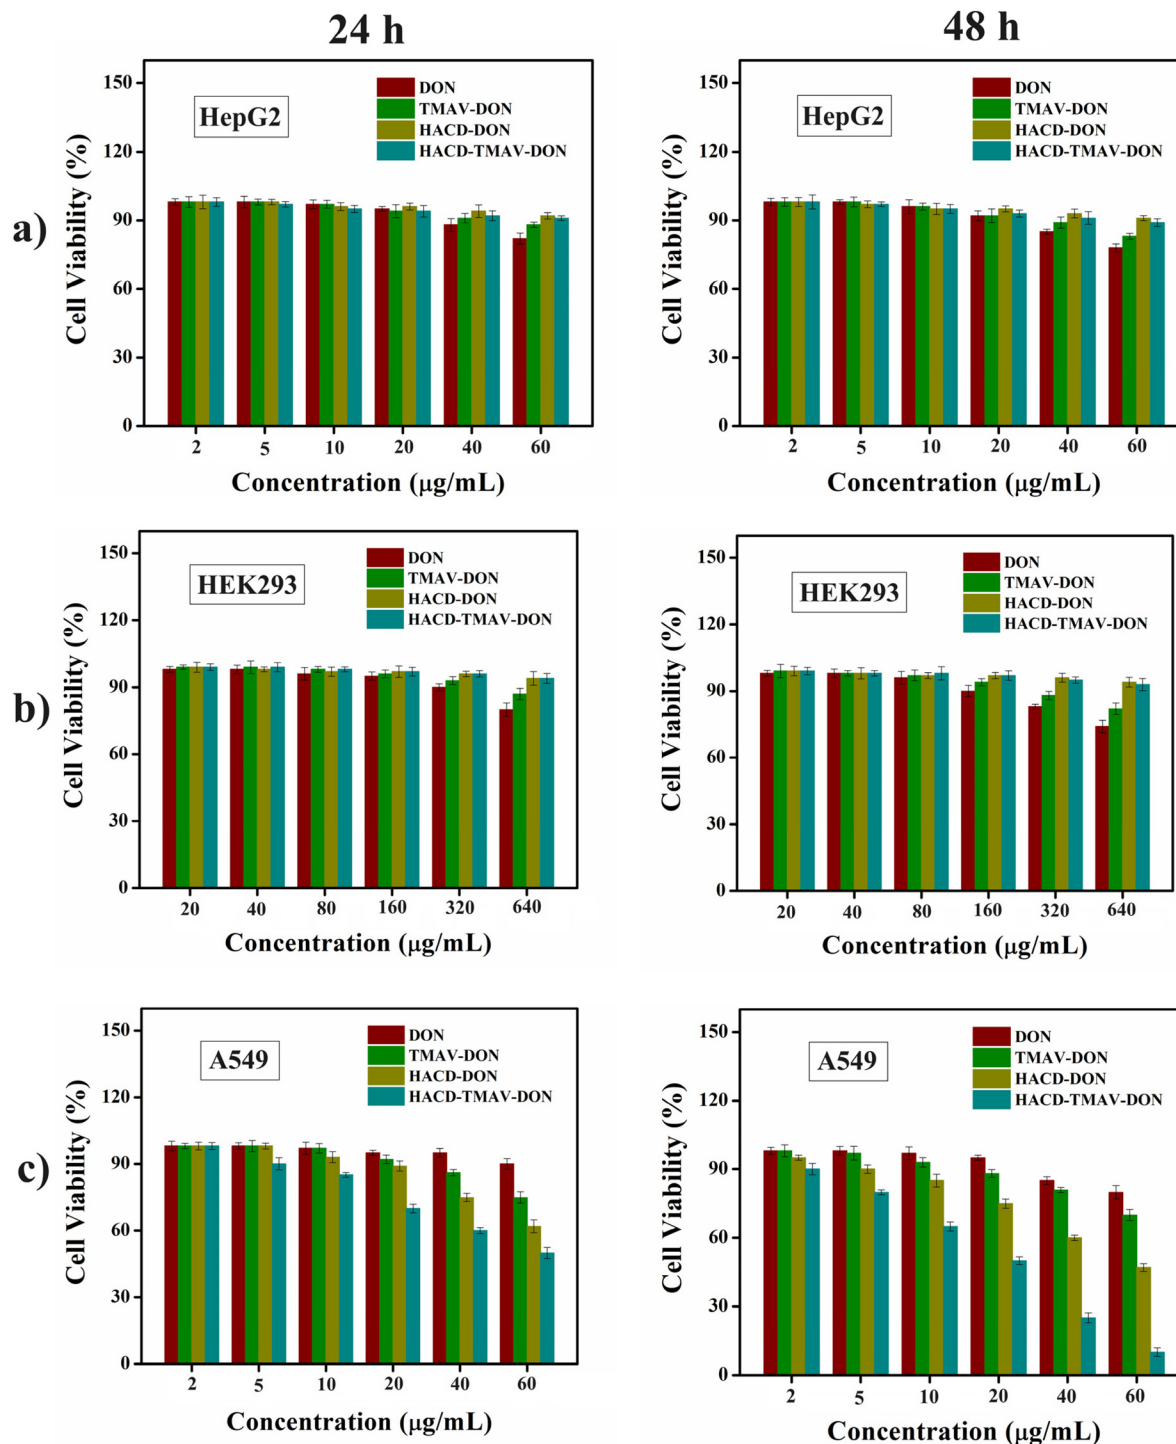 24 h
48 h
a)
HepG2
DON
TMAV-DON
HACD-DON
HACD-TMAV-DON
Cell Viability (%)
150
120
90
60
30
0
2 5 10 20 40 60
Concentration (μg/mL)
HepG2
DON
TMAV-DON
HACD-DON
HACD-TMAV-DON
Cell Viability (%)
150
120
90
60
30
0
2 5 10 20 40 60
Concentration (μg/mL)
b)
HEK293
DON
TMAV-DON
HACD-DON
HACD-TMAV-DON
Cell Viability (%)
150
120
90
60
30
0
20 40 80 160 320 640
Concentration (μg/mL)
HEK293
DON
TMAV-DON
HACD-DON
HACD-TMAV-DON
Cell Viability (%)
150
120
90
60
30
0
20 40 80 160 320 640
Concentration (μg/mL)
c)
A549
DON
TMAV-DON
HACD-DON
HACD-TMAV-DON
Cell Viability (%)
150
120
90
60
30
0
2 5 10 20 40 60
Concentration (μg/mL)
A549
DON
TMAV-DON
HACD-DON
HACD-TMAV-DON
Cell Viability (%)
150
120
90
60
30
0
2 5 10 20 40 60
Concentration (μg/mL)